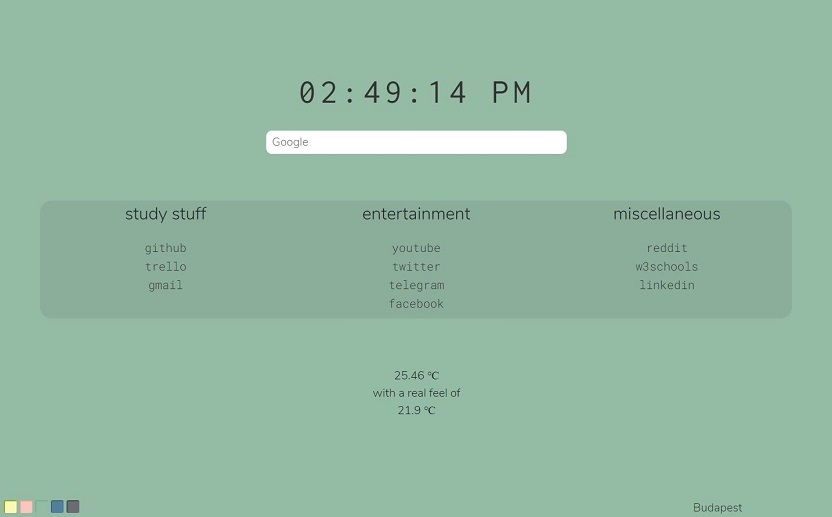 02:49:14 PM
Google
study stuff
github
trello
gmail
entertainment
youtube
twitter
telegram
facebook
miscellaneous
reddit
w3schools
linkedin
25.46 °C
with a real feel of
21.9 °C
Budapest